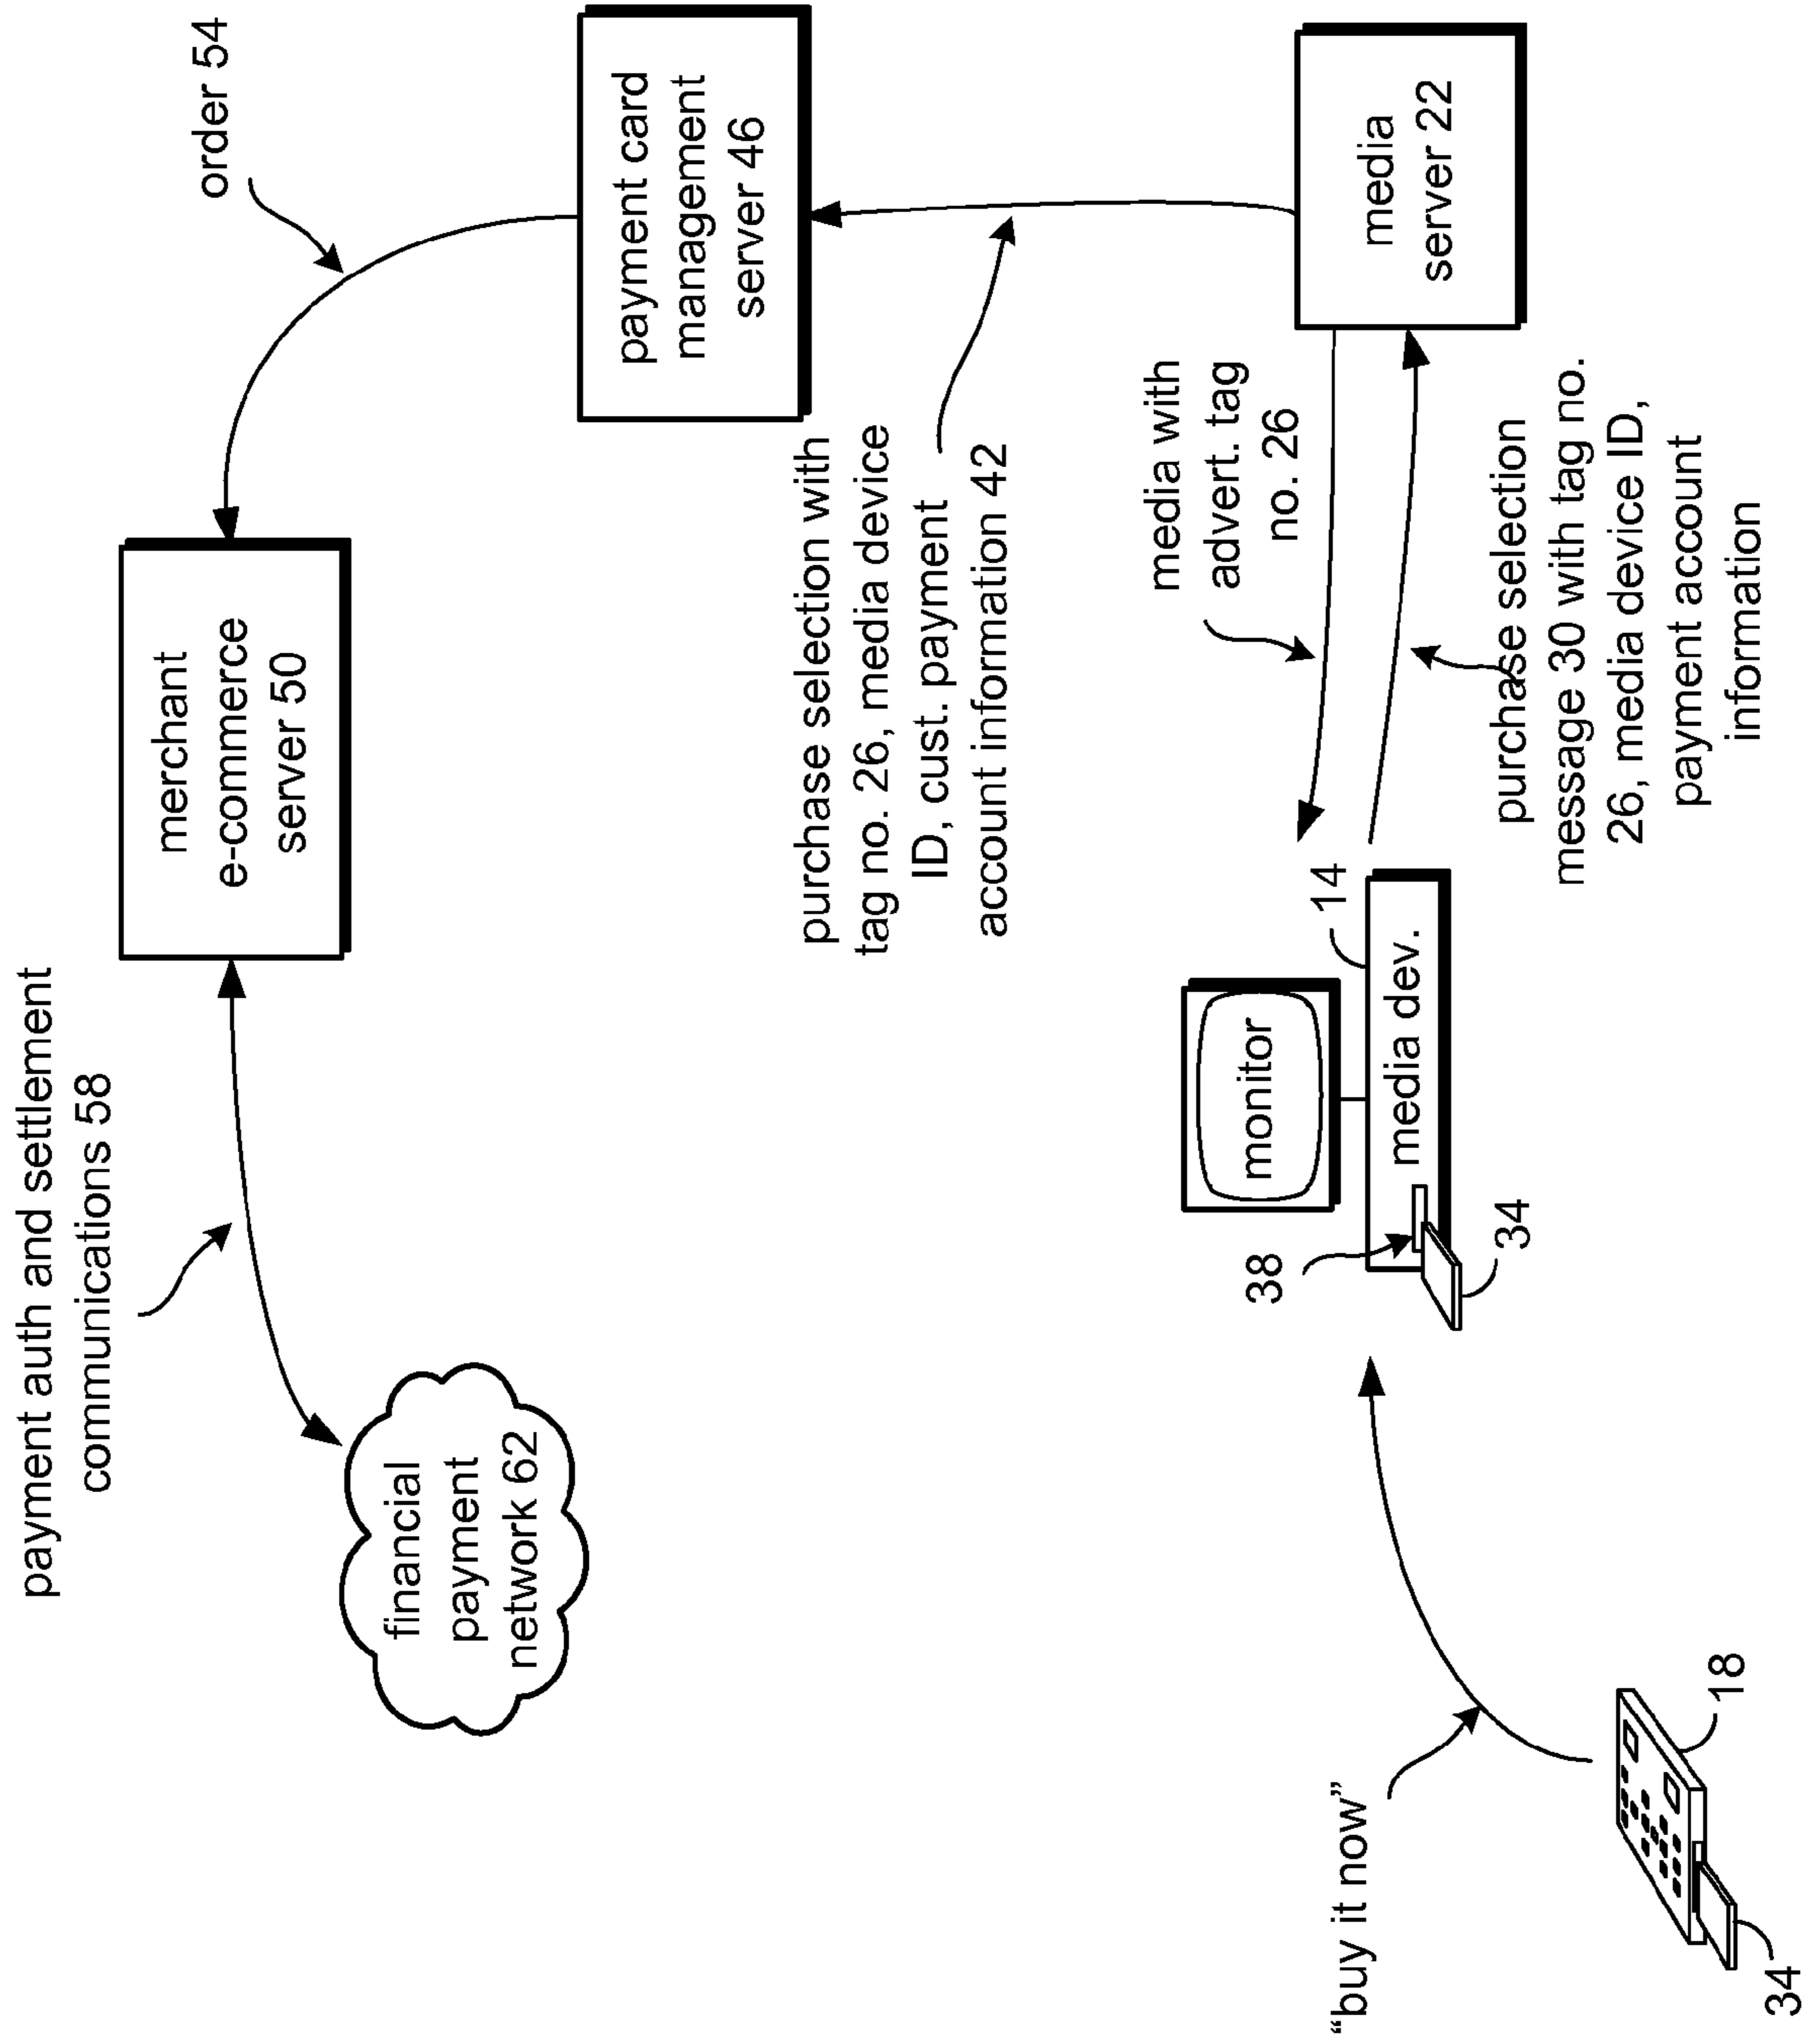 payment auth and settlement
communications 58
order 54
merchant
e-commerce
server 50
financial
payment
network 62
payment card
management
server 46
purchase selection with
tag no. 26, media device
ID, cust. payment
account information 42
media with
advert. tag
no. 26
monitor
14
media dev.
38
34
media
server 22
"buy it now"
purchase selection
message 30 with tag no.
26, media device ID,
payment account
information
18
34